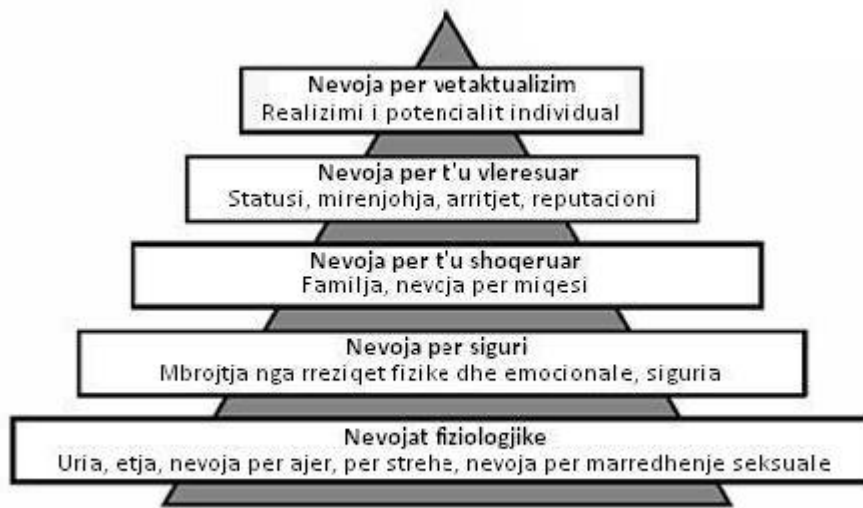 Nevoja per vetaktualizim
Realizimi i potencialit individual
Nevoja per t'u vleresuar
Statusi, mirenjohja, arritjet, reputacioni
Nevoja per t'u shoqeruar
Familja, nevcja per miqesi
Nevoja per siguri
Mbrojtja nga rreziqet fizike dhe emocionale, siguria
Nevojat fiziologjike
Uria, etja, nevoja per ajer, per strehe, nevoja per marredhenje seksuale